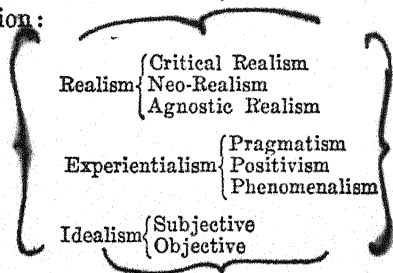 ion:
Realism{Critical Realism
Neo-Realism
Agnostic Realism
Experientialism{Pragmatism
Positivism
Phenomenalism
Idealism{Subjective
Objective